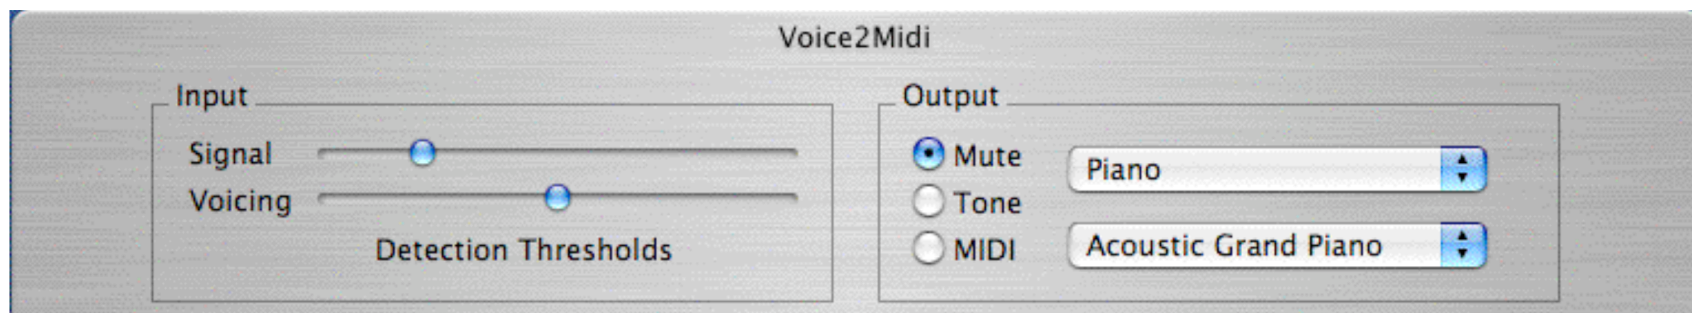 Voice2Midi
Input
Signal
Voicing
Detection Thresholds
Output
Mute
Tone
MIDI
Piano
Acoustic Grand Piano